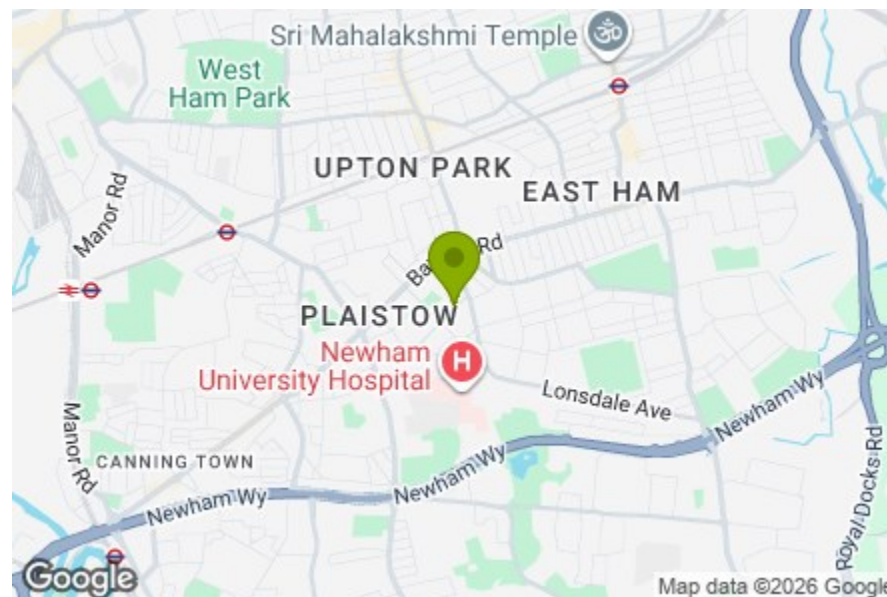 Sri Mahalakshmi Temple
West
Ham Park
UPTON PARK
EAST HAM
Manor Rd
Rd
PLAISTOW
Newham
University Hospital
H
Lonsdale Ave
Newham Wy
Manor Rd
CANNING TOWN
Newham Wy
Newham Wy
Royal Docks Rd
Google
Map data ©2026 Google